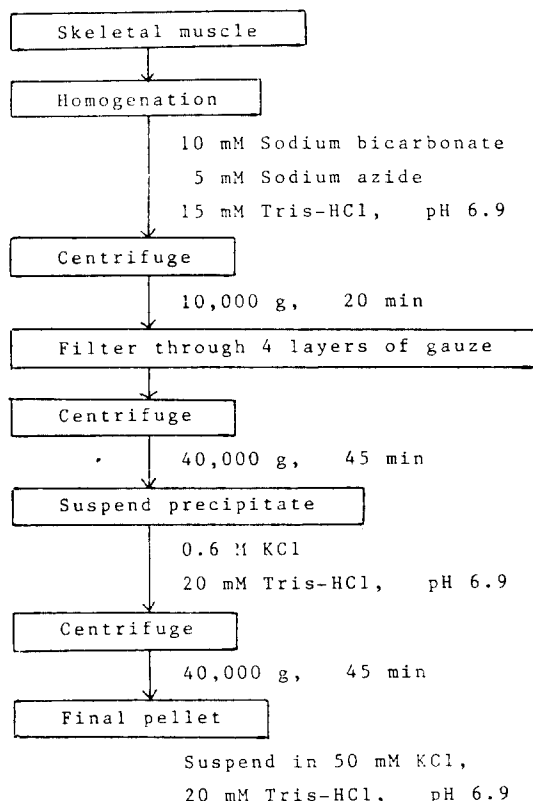 Skeletal muscle
Homogenation
10 mM Sodium bicarbonate
5 mM Sodium azide
15 mM Tris-HCl, pH 6.9
Centrifuge
10,000 g, 20 min
Filter through 4 layers of gauze
Centrifuge
40,000 g, 45 min
Suspend precipitate
0.6 M KCl
20 mM Tris-HCl, pH 6.9
Centrifuge
40,000 g, 45 min
Final pellet
Suspend in 50 mM KCl,
20 mM Tris-HCl, pH 6.9